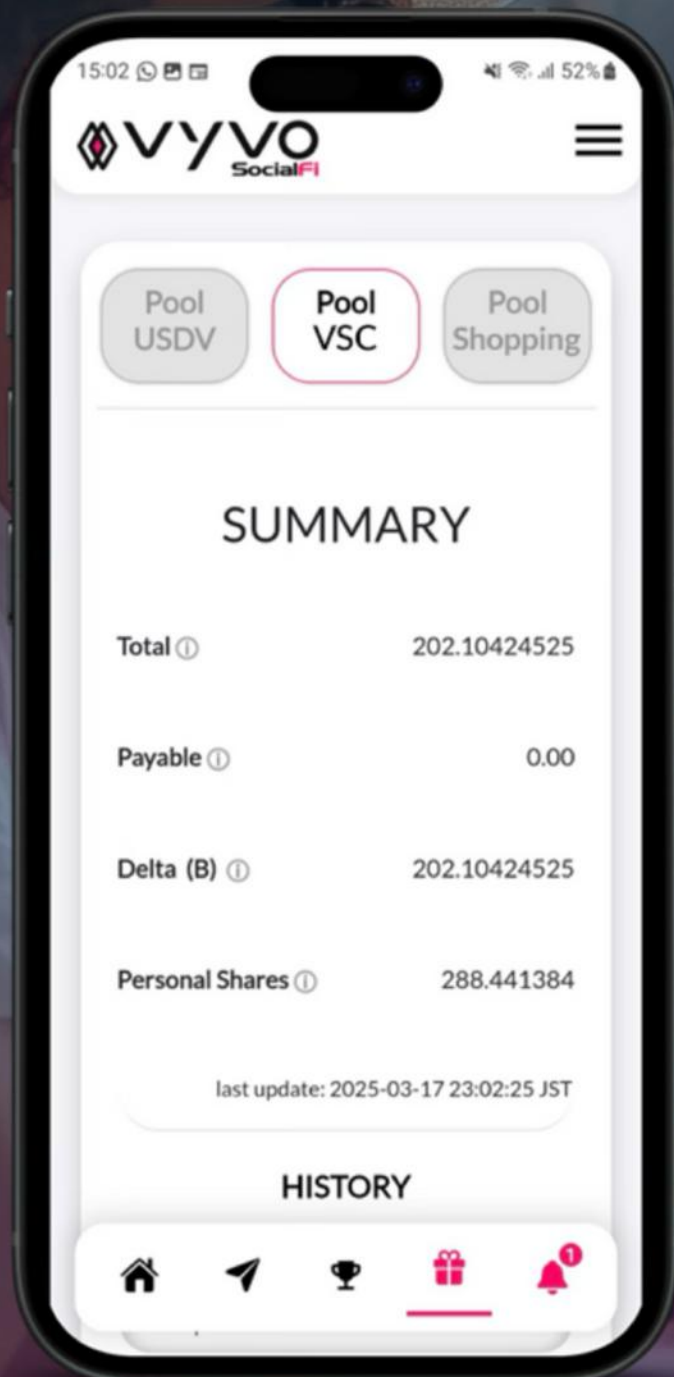 15:02 52%
VYVO
SocialFi
Pool USDV
Pool VSC
Pool Shopping
SUMMARY
Total 202.10424525
Payable 0.00
Delta (B) 202.10424525
Personal Shares 288.441384
last update: 2025-03-17 23:02:25 JST
HISTORY
1